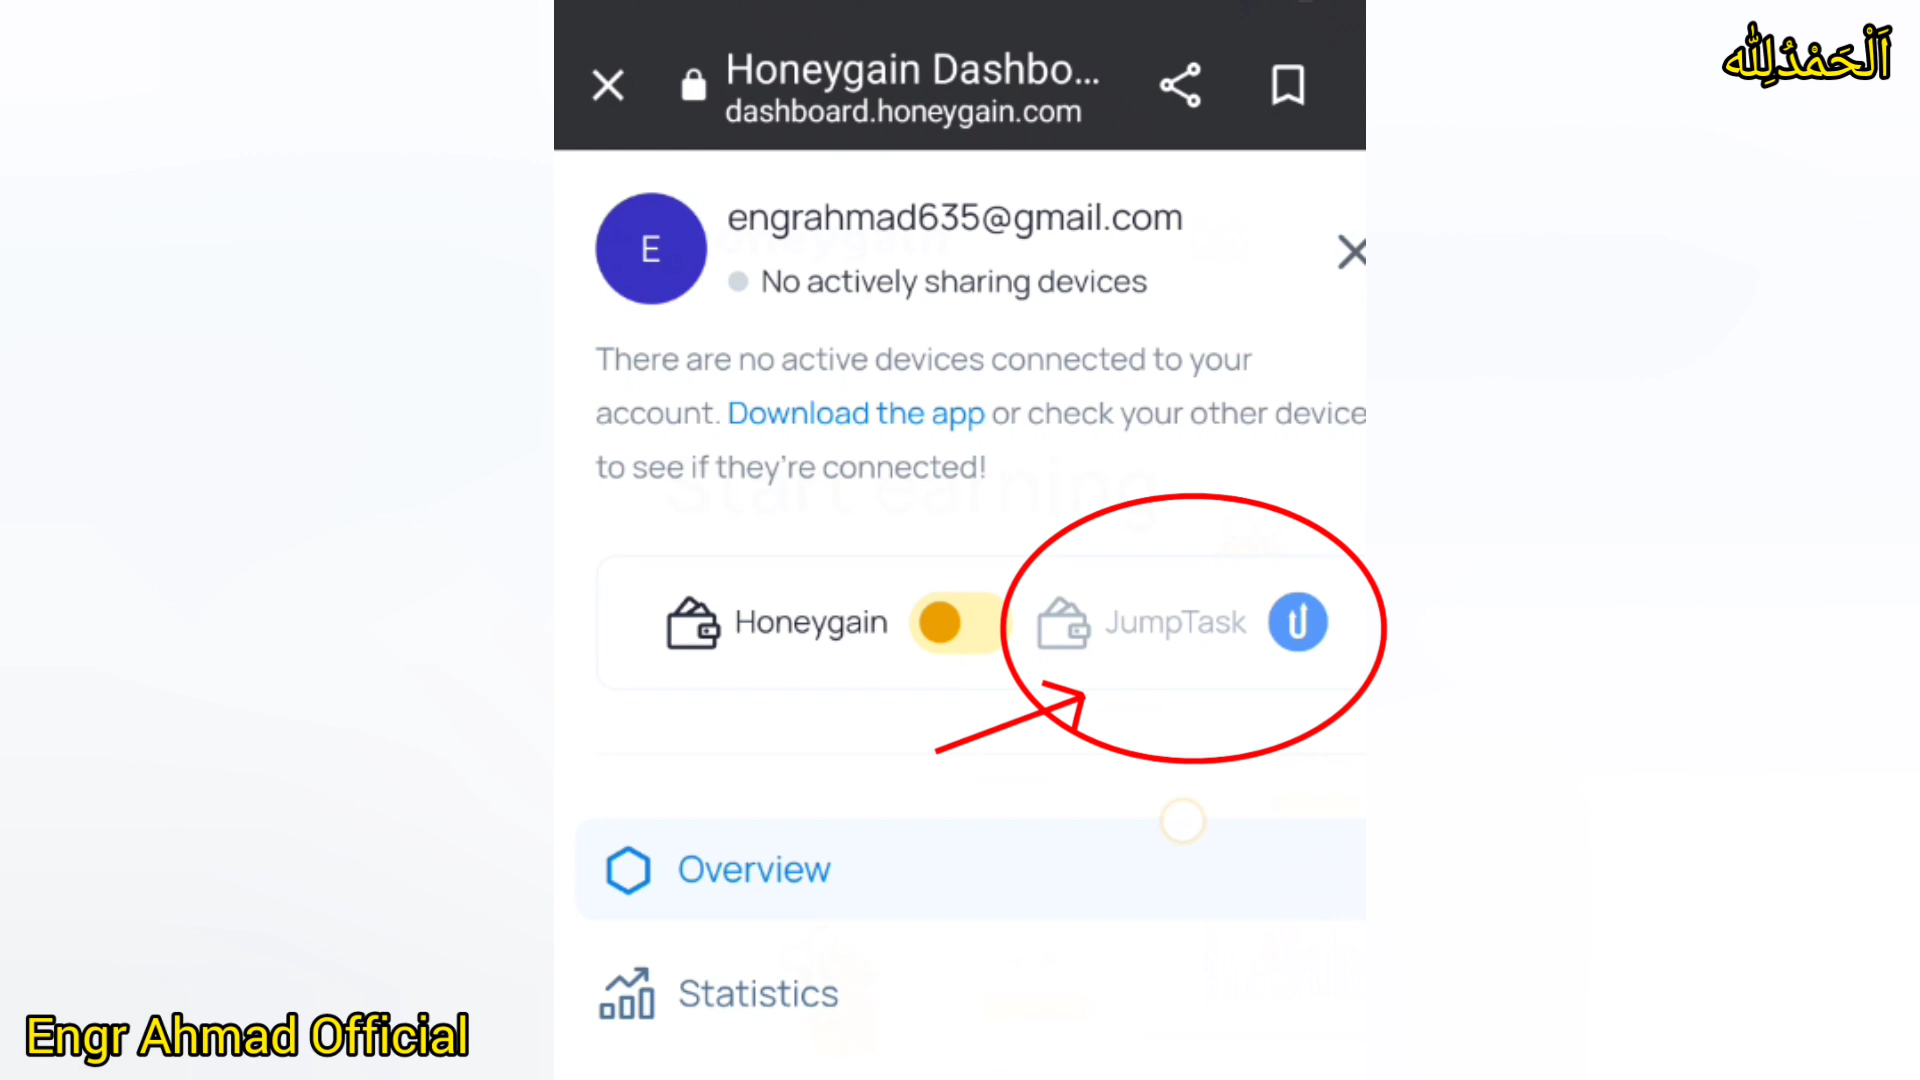 Honeygain Dashbo...
dashboard.honeygain.com
اَلْحَمْدُلِلّٰه
E
engrahmad635@gmail.com
No actively sharing devices
There are no active devices connected to your
account. Download the app or check your other device
to see if they're connected!
Start earning
Honeygain
JumpTask
Overview
Statistics
Engr Ahmad Official